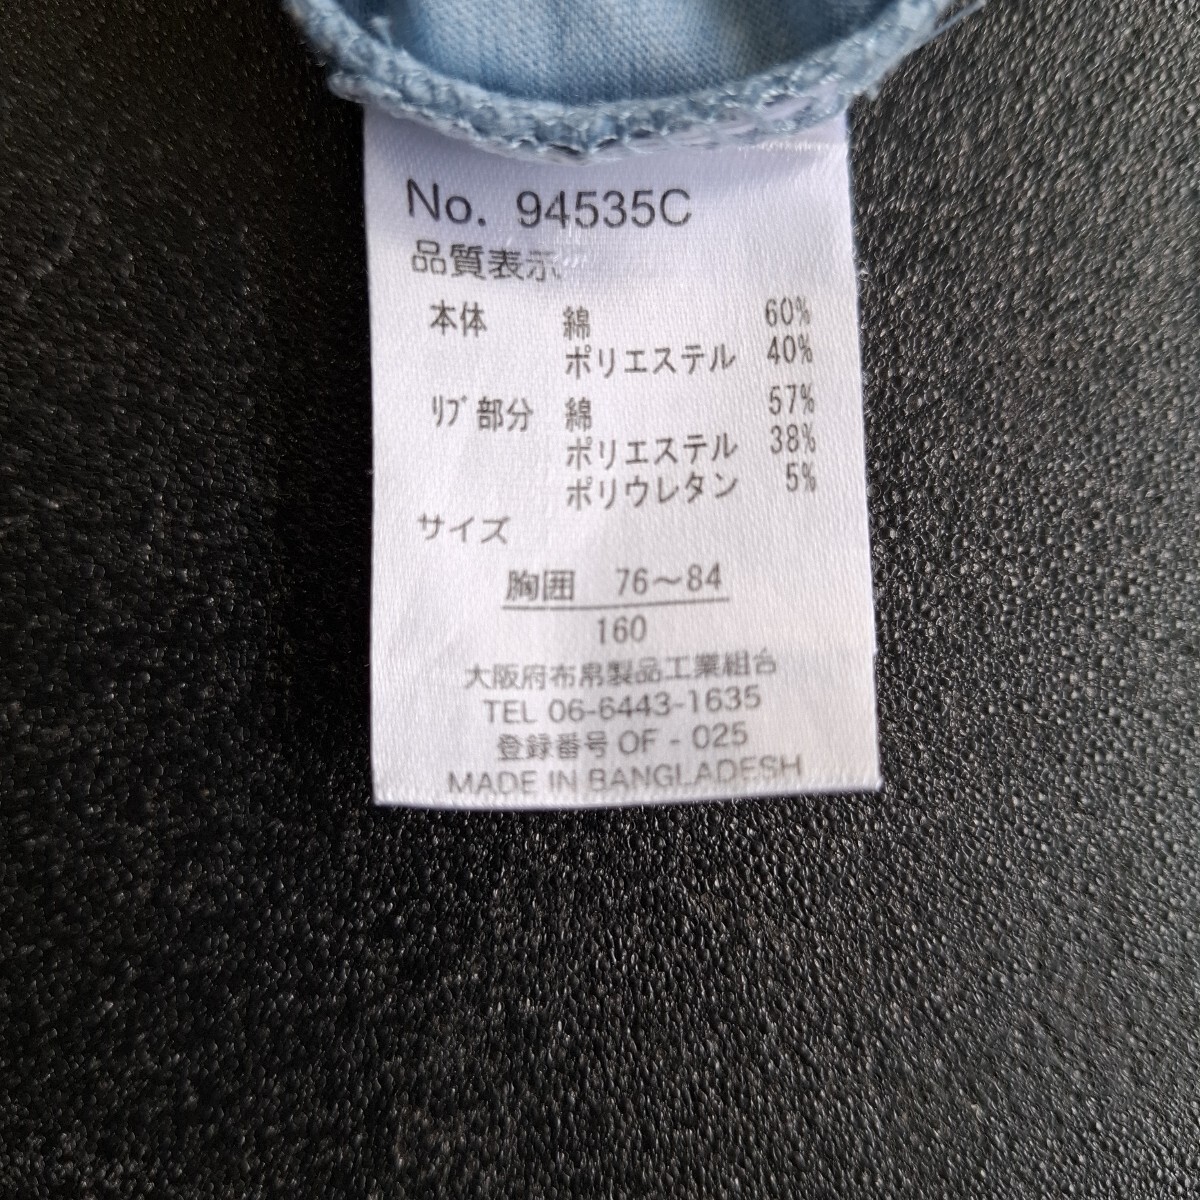 No. 94535C
品質表示
本体 綿 60%
ポリエステル 40%
ﾘﾌﾞ部分 綿 57%
ポリエステル 38%
ポリウレタン 5%
サイズ
胸囲 76～84
160
大阪府布帛製品工業組合
TEL 06-6443-1635
登録番号 OF - 025
MADE IN BANGLADESH